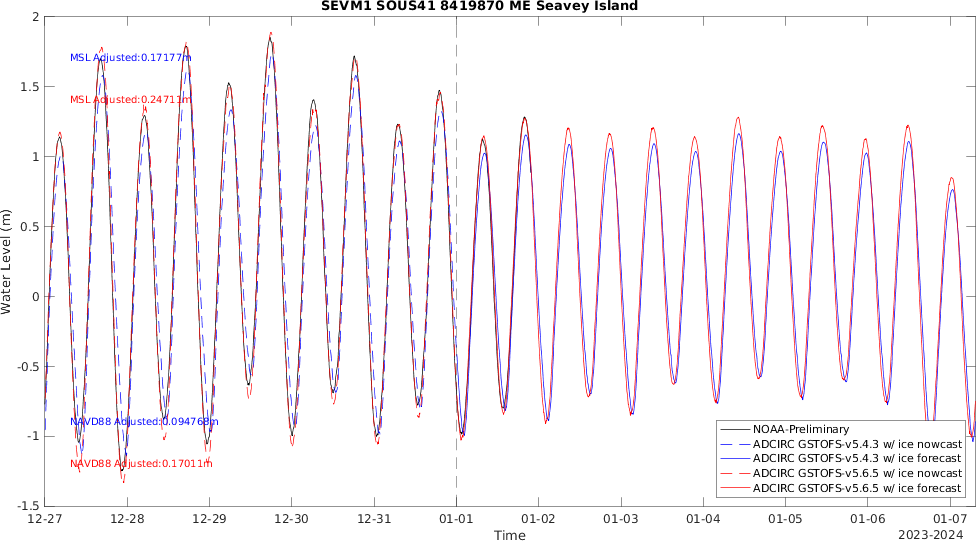 SEVM1 SOUS41 8419870 ME Seavey Island
2
1.5
1
0.5
0
-0.5
-1
-1.5
Water Level (m)
MSL Adjusted:0.17177m
MSL Adjusted:0.24711m
NAVD88 Adjusted:0.094768m
NAVD88 Adjusted:0.17011m
NOAA-Preliminary
ADCIRC GSTOFS-v5.4.3 w/ ice nowcast
ADCIRC GSTOFS-v5.4.3 w/ ice forecast
ADCIRC GSTOFS-v5.6.5 w/ ice nowcast
ADCIRC GSTOFS-v5.6.5 w/ ice forecast
12-27 12-28 12-29 12-30 12-31 01-01 01-02 01-03 01-04 01-05 01-06 01-07
Time
2023-2024